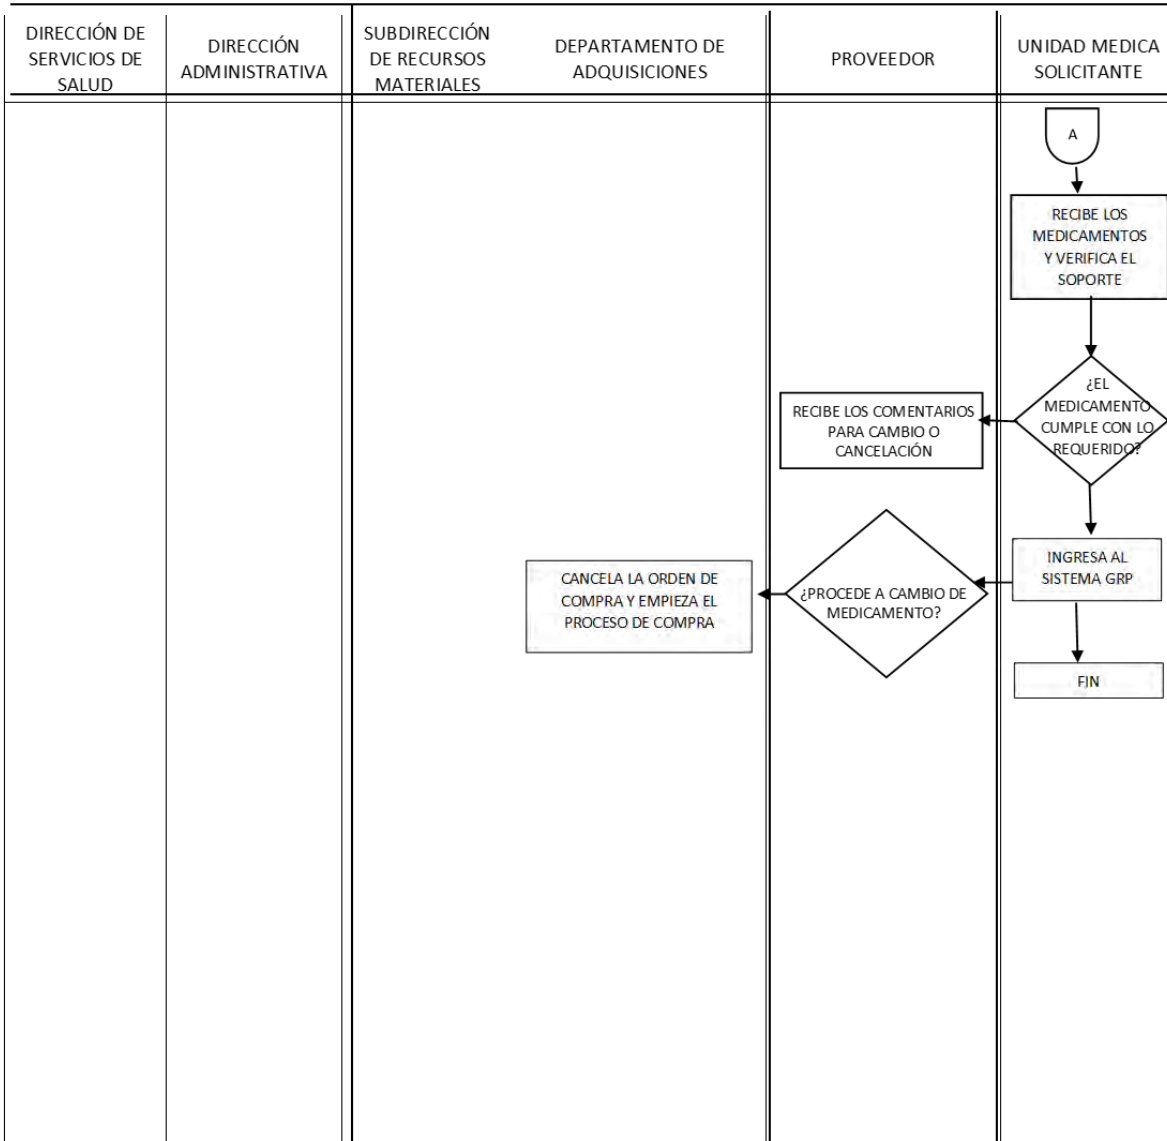 DIRECCIÓN DE
SERVICIOS DE
SALUD
DIRECCIÓN
ADMINISTRATIVA
SUBDIRECCIÓN
DE RECURSOS
MATERIALES
DEPARTAMENTO DE
ADQUISICIONES
PROVEEDOR
UNIDAD MEDICA
SOLICITANTE
A
RECIBE LOS
MEDICAMENTOS
Y VERIFICA EL
SOPORTE
¿EL
MEDICAMENTO
CUMPLE CON LO
REQUERIDO?
RECIBE LOS COMENTARIOS
PARA CAMBIO O
CANCELACIÓN
INGRESA AL
SISTEMA GRP
¿PROCEDE A CAMBIO DE
MEDICAMENTO?
CANCELA LA ORDEN DE
COMPRA Y EMPIEZA EL
PROCESO DE COMPRA
FIN